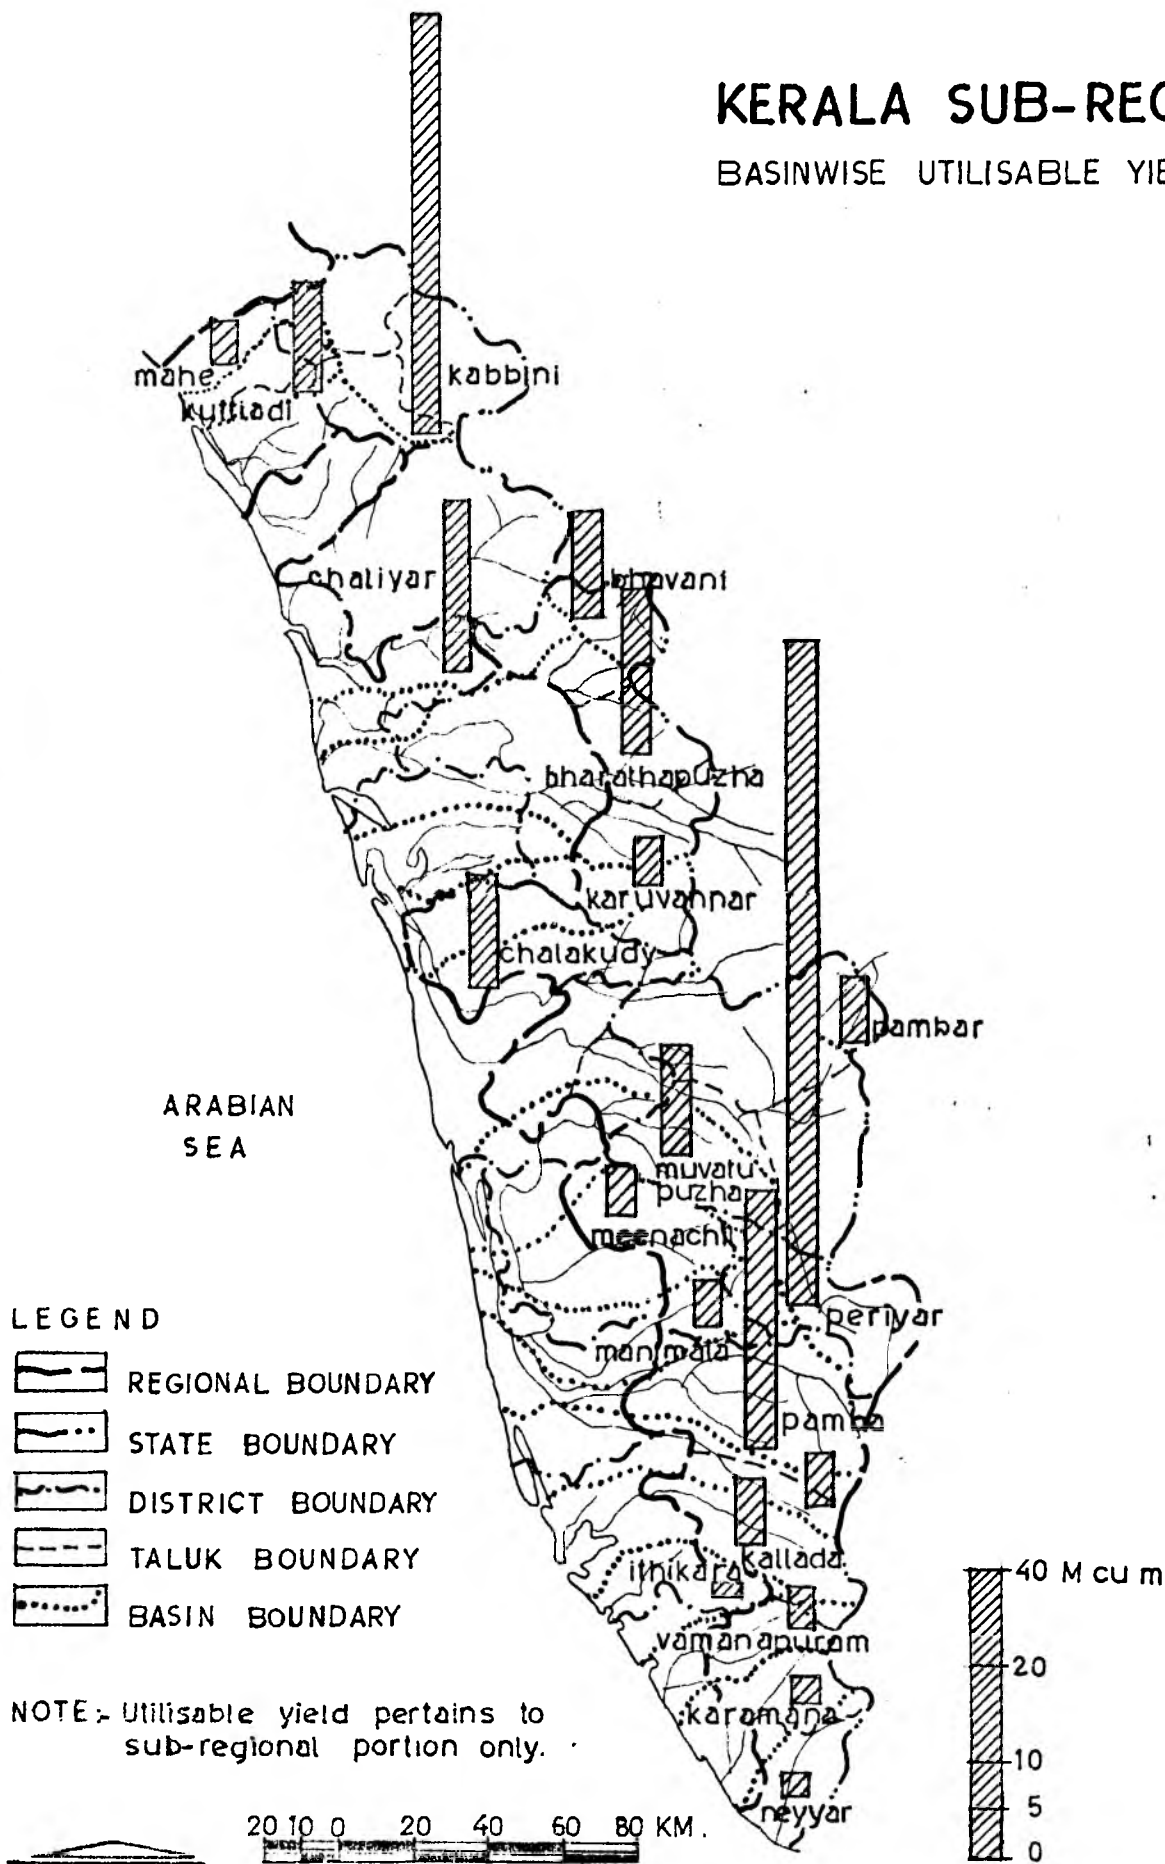 KERALA SUB-REG
BASINWISE UTILISABLE YIE
mahe
kuttiadi
kabbini
chaliyar
bhavani
bharathapuzha
karuvannar
chalakudy
pambar
ARABIAN
SEA
muvatu
puzha
meenachil
periyar
manimala
pamba
kallada
ithikara
vamanapuram
karamana
neyyar
LEGEND
REGIONAL BOUNDARY
STATE BOUNDARY
DISTRICT BOUNDARY
TALUK BOUNDARY
BASIN BOUNDARY
NOTE:- Utilisable yield pertains to
sub-regional portion only.
20 10 0 20 40 60 80 KM.
40 M cu m
20
10
5
0